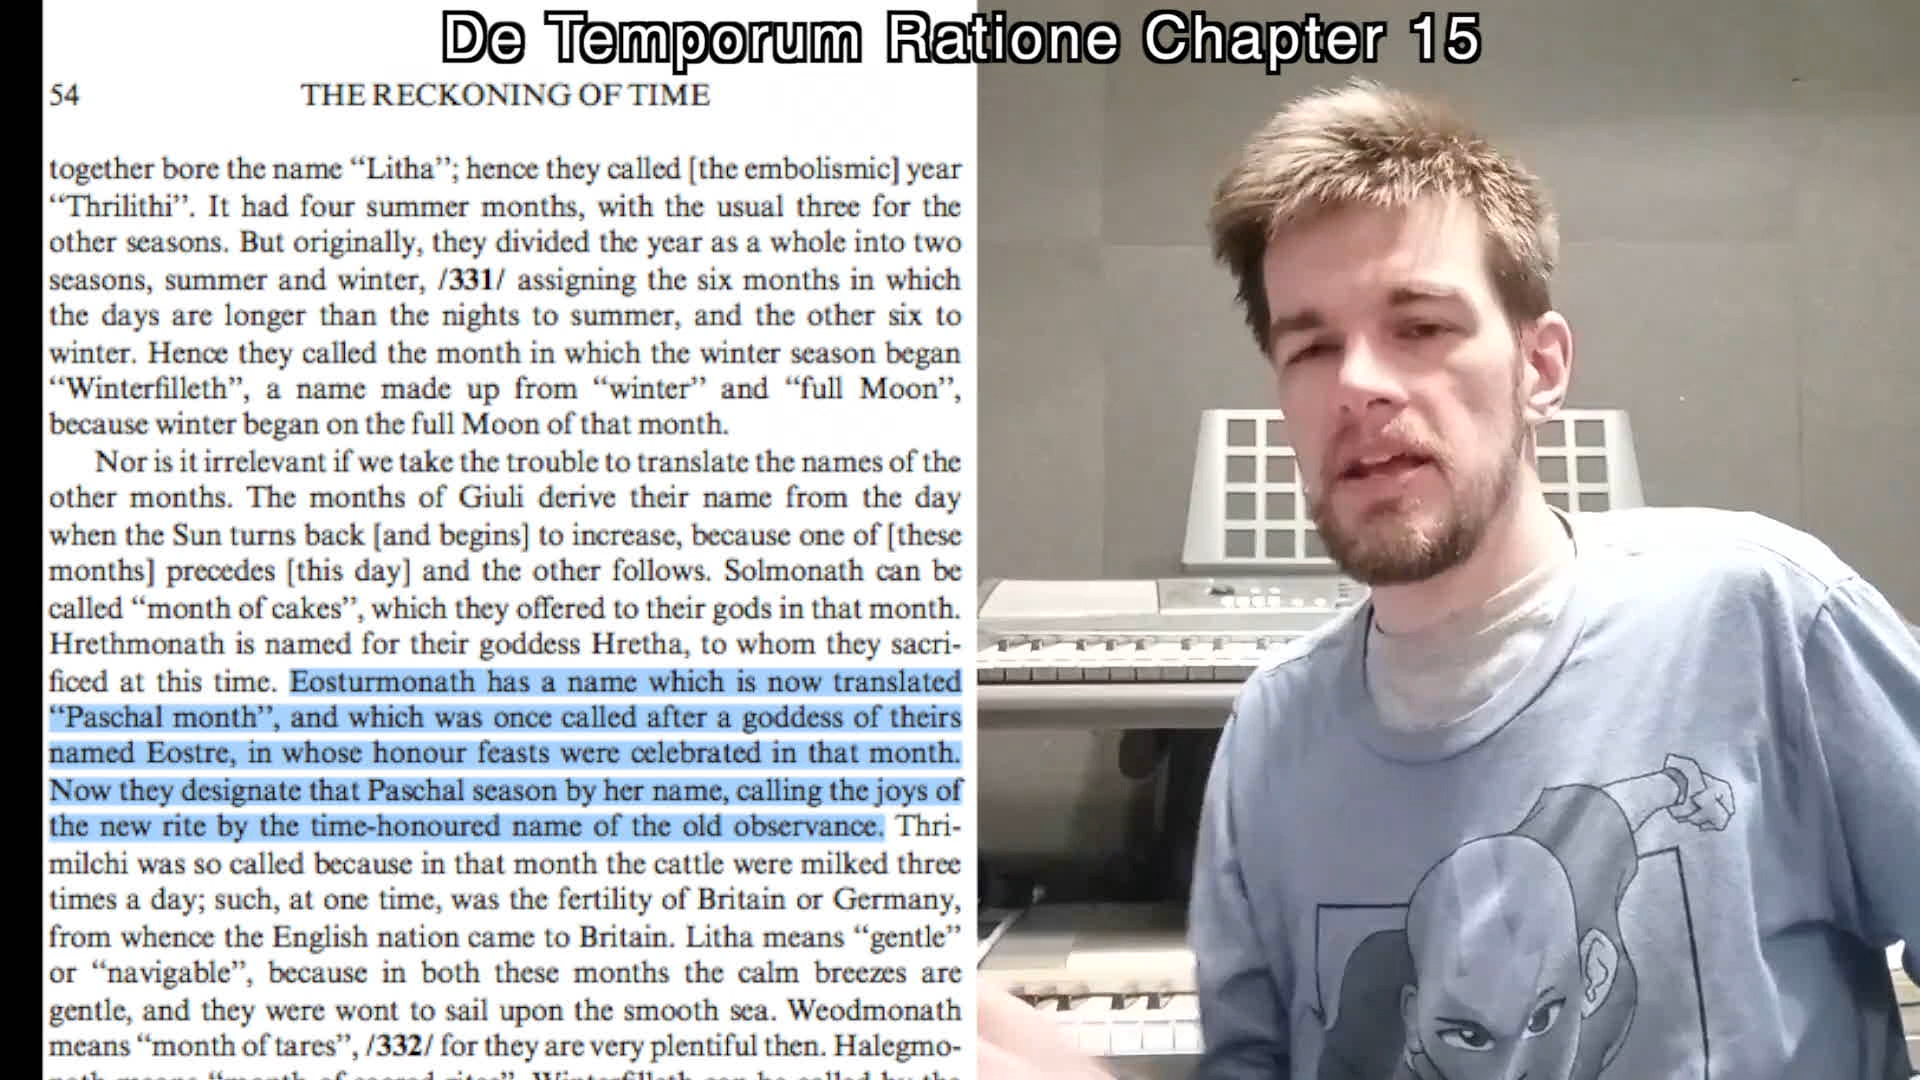 De Temporum Ratione Chapter 15
54 THE RECKONING OF TIME
together bore the name “Litha”; hence they called [the embolismic] year
“Thrilithi”. It had four summer months, with the usual three for the
other seasons. But originally, they divided the year as a whole into two
seasons, summer and winter, /331/ assigning the six months in which
the days are longer than the nights to summer, and the other six to
winter. Hence they called the month in which the winter season began
“Winterfilleth”, a name made up from “winter” and “full Moon”,
because winter began on the full Moon of that month.
Nor is it irrelevant if we take the trouble to translate the names of the
other months. The months of Giuli derive their name from the day
when the Sun turns back [and begins] to increase, because one of [these
months] precedes [this day] and the other follows. Solmonath can be
called “month of cakes”, which they offered to their gods in that month.
Hrethmonath is named for their goddess Hretha, to whom they sacri-
ficed at this time. Eosturmonath has a name which is now translated
“Paschal month”, and which was once called after a goddess of theirs
named Eostre, in whose honour feasts were celebrated in that month.
Now they designate that Paschal season by her name, calling the joys of
the new rite by the time-honoured name of the old observance. Thri-
milchi was so called because in that month the cattle were milked three
times a day; such, at one time, was the fertility of Britain or Germany,
from whence the English nation came to Britain. Litha means “gentle”
or “navigable”, because in both these months the calm breezes are
gentle, and they were wont to sail upon the smooth sea. Weodmonath
means “month of tares”, /332/ for they are very plentiful then. Halegmo-
nath means “month of sacred rites”. Winterfilleth can be called by the